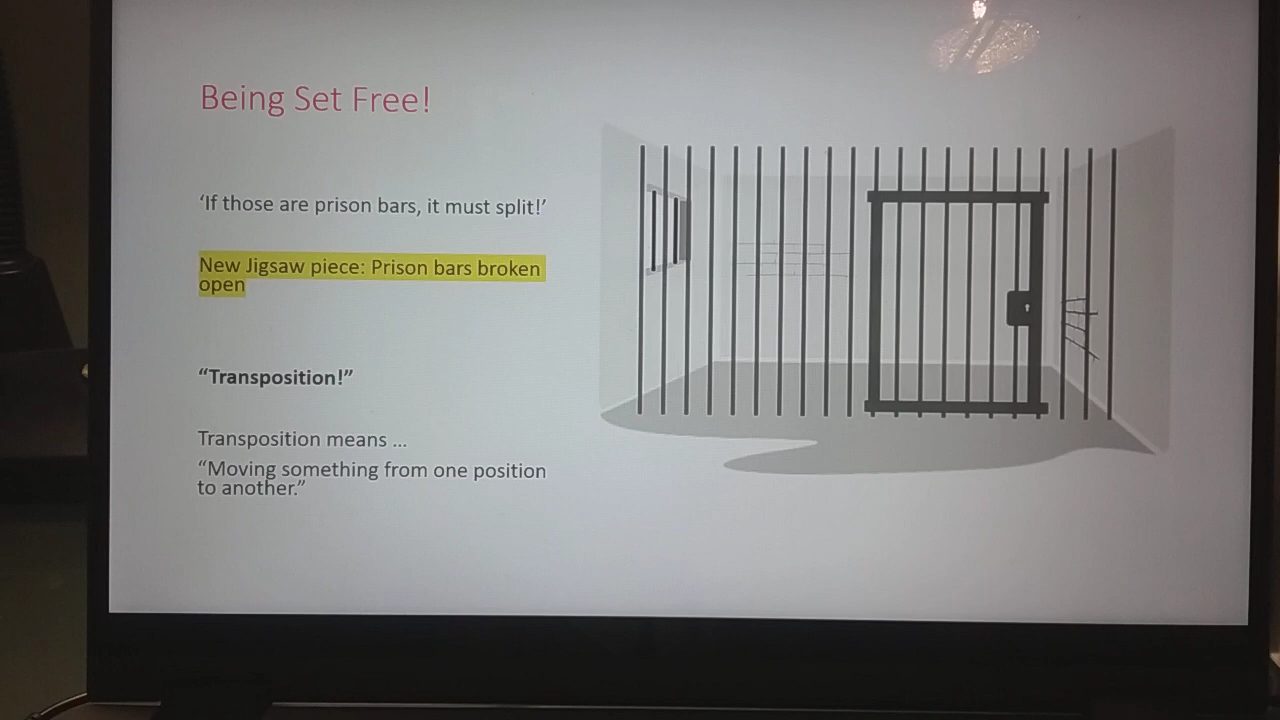 Being Set Free!
‘If those are prison bars, it must split!’
New Jigsaw piece: Prison bars broken
open
“Transposition!”
Transposition means ...
“Moving something from one position
to another.”